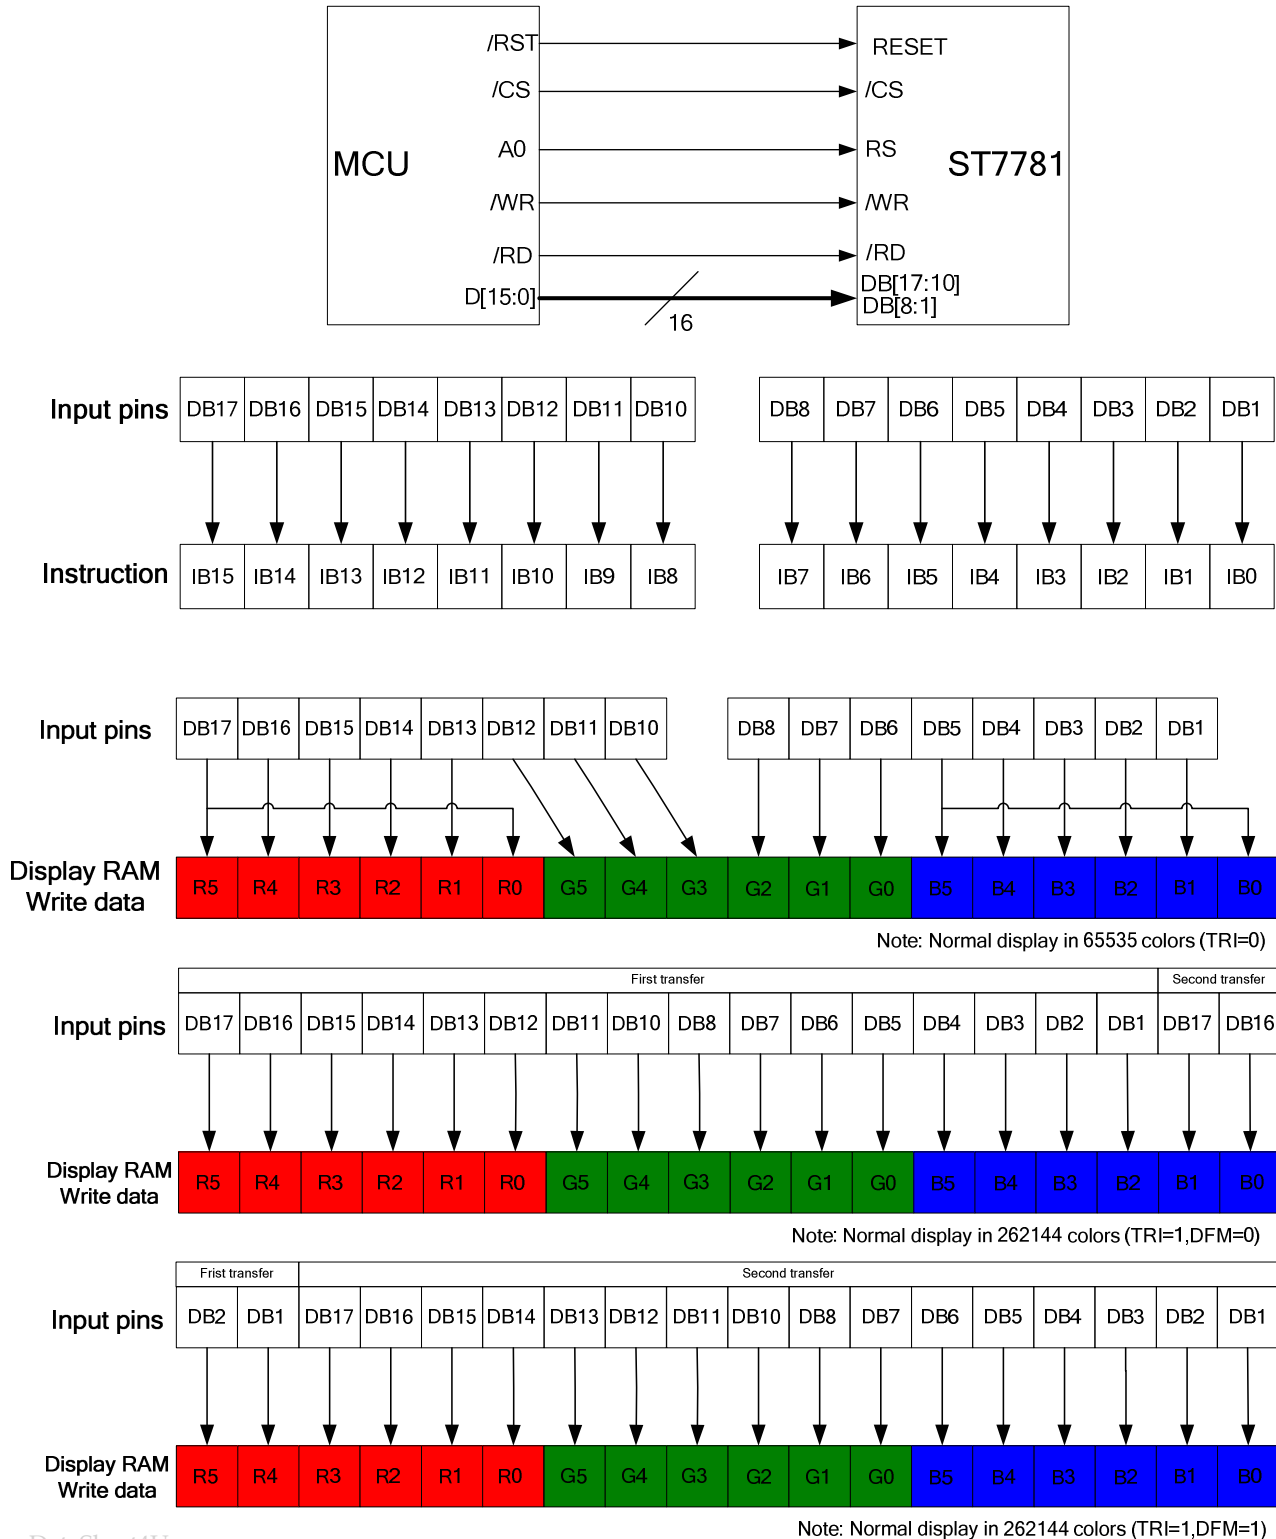 /RST RESET
/CS /CS
MCU A0 RS ST7781
/WR /WR
/RD /RD
D[15:0] DB[17:10]
DB[8:1]
16
Input pins DB17 DB16 DB15 DB14 DB13 DB12 DB11 DB10 DB8 DB7 DB6 DB5 DB4 DB3 DB2 DB1
Instruction IB15 IB14 IB13 IB12 IB11 IB10 IB9 IB8 IB7 IB6 IB5 IB4 IB3 IB2 IB1 IB0
Input pins DB17 DB16 DB15 DB14 DB13 DB12 DB11 DB10 DB8 DB7 DB6 DB5 DB4 DB3 DB2 DB1
Display RAM
Write data
R5 R4 R3 R2 R1 R0 G5 G4 G3 G2 G1 G0 B5 B4 B3 B2 B1 B0
Note: Normal display in 65535 colors (TRI=0)
First transfer Second transfer
Input pins DB17 DB16 DB15 DB14 DB13 DB12 DB11 DB10 DB8 DB7 DB6 DB5 DB4 DB3 DB2 DB1 DB17 DB16
Display RAM
Write data
R5 R4 R3 R2 R1 R0 G5 G4 G3 G2 G1 G0 B5 B4 B3 B2 B1 B0
Note: Normal display in 262144 colors (TRI=1,DFM=0)
Frist transfer Second transfer
Input pins DB2 DB1 DB17 DB16 DB15 DB14 DB13 DB12 DB11 DB10 DB8 DB7 DB6 DB5 DB4 DB3 DB2 DB1
Display RAM
Write data
R5 R4 R3 R2 R1 R0 G5 G4 G3 G2 G1 G0 B5 B4 B3 B2 B1 B0
Note: Normal display in 262144 colors (TRI=1,DFM=1)